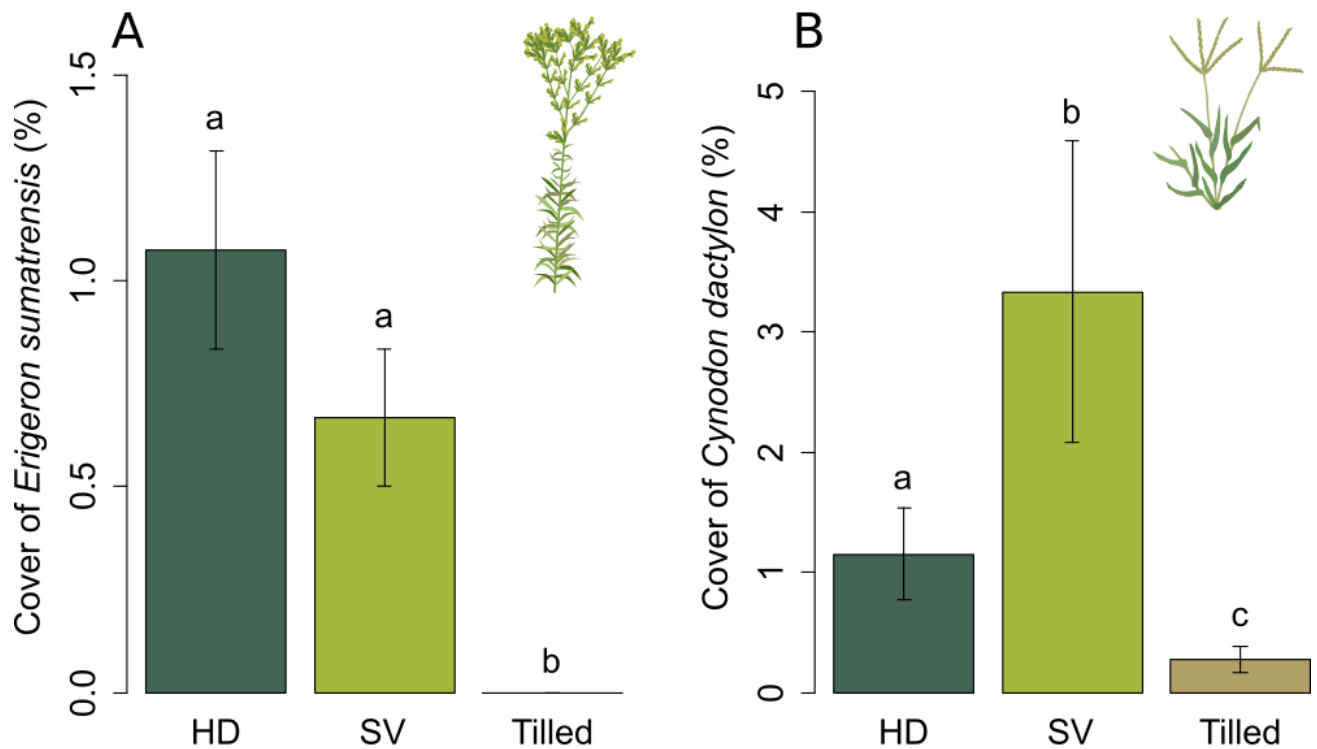 A
Cover of Erigeron sumatrensis (%)
1.5
1.0
0.5
0.0
a
a
b
HD SV Tilled
B
Cover of Cynodon dactylon (%)
5
4
3
2
1
0
a
b
c
HD SV Tilled